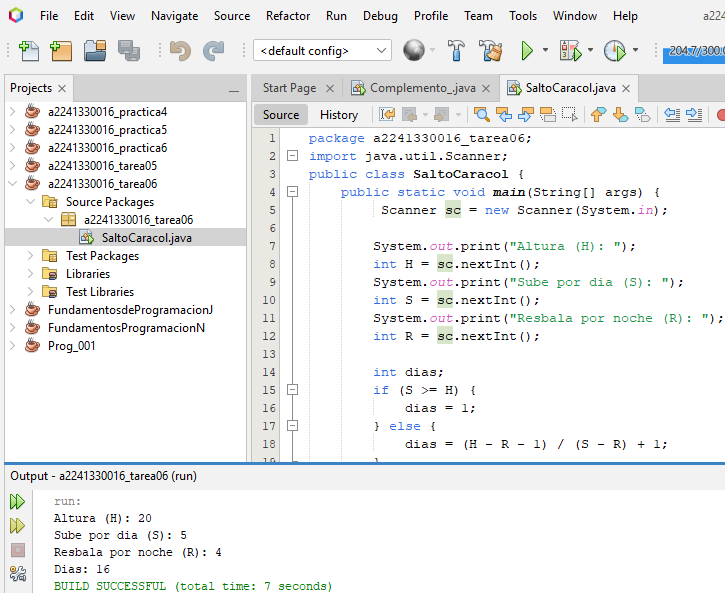 File Edit View Navigate Source Refactor Run Debug Profile Team Tools Window Help a22
<default config> 204.7/300.0
Projects
a2241330016_practica4
a2241330016_practica5
a2241330016_practica6
a2241330016_tarea05
a2241330016_tarea06
Source Packages
a2241330016_tarea06
SaltoCaracol.java
Test Packages
Libraries
Test Libraries
FundamentosdeProgramacionJ
FundamentosProgramacionN
Prog_001
Start Page Complemento_.java SaltoCaracol.java
Source History
1 package a2241330016_tarea06;
2 import java.util.Scanner;
3 public class SaltoCaracol {
4 public static void main(String[] args) {
5 Scanner sc = new Scanner(System.in);
6
7 System.out.print("Altura (H): ");
8 int H = sc.nextInt();
9 System.out.print("Sube por dia (S): ");
10 int S = sc.nextInt();
11 System.out.print("Resbala por noche (R): ");
12 int R = sc.nextInt();
13
14 int dias;
15 if (S >= H) {
16 dias = 1;
17 } else {
18 dias = (H - R - 1) / (S - R) + 1;
19 }
Output - a2241330016_tarea06 (run)
run:
Altura (H): 20
Sube por dia (S): 5
Resbala por noche (R): 4
Dias: 16
BUILD SUCCESSFUL (total time: 7 seconds)